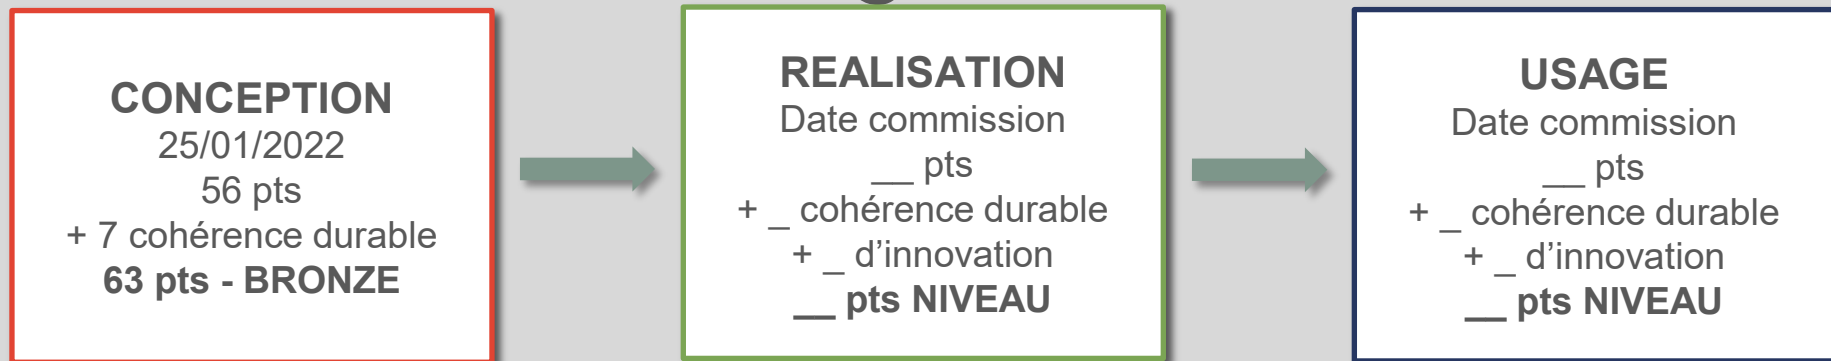 CONCEPTION
25/01/2022
56 pts
+ 7 cohérence durable
63 pts - BRONZE
REALISATION
Date commission
__ pts
+ _ cohérence durable
+ _ d’innovation
__ pts NIVEAU
USAGE
Date commission
__ pts
+ _ cohérence durable
+ _ d’innovation
__ pts NIVEAU